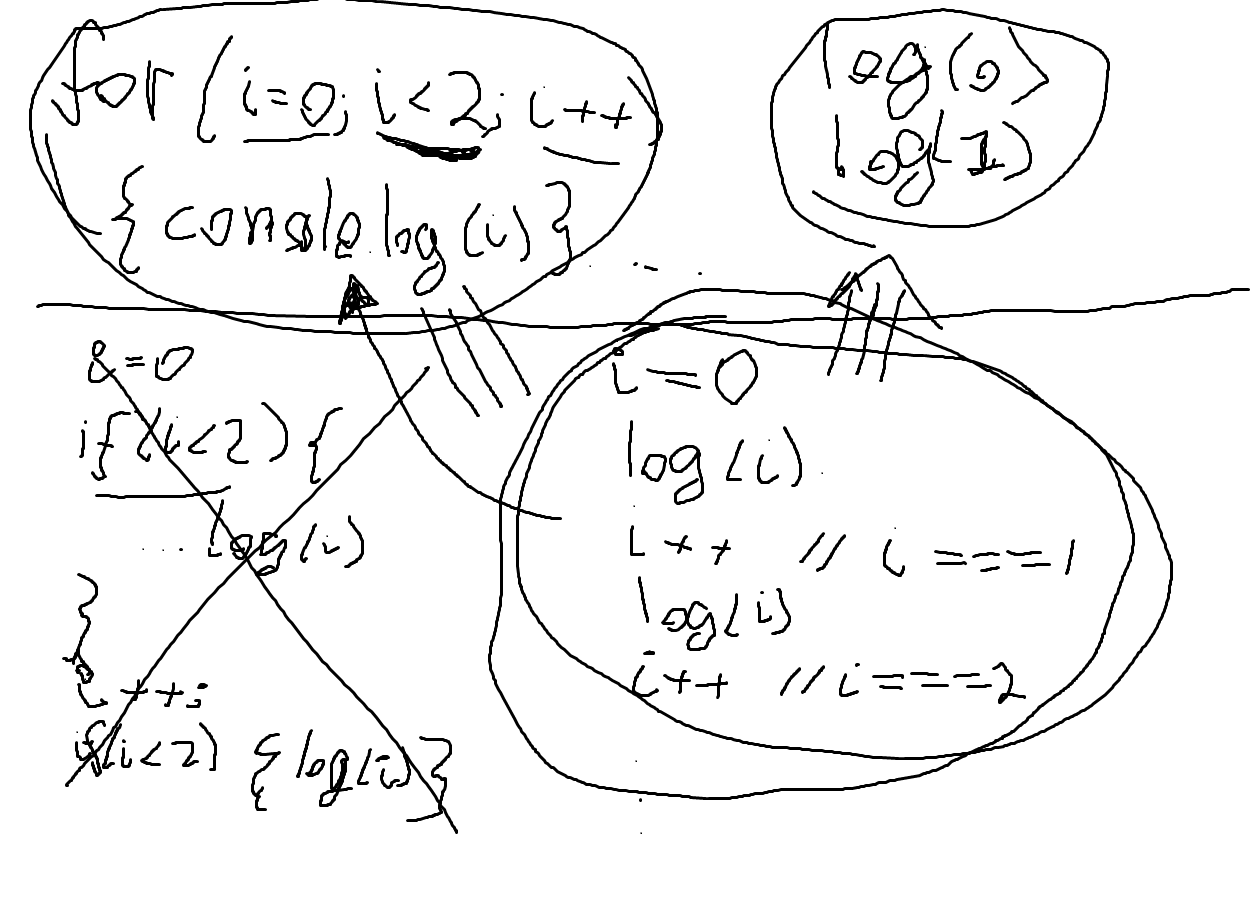 for (i=0; i<2; i++
{console.log(i)}
log(0)
log(1)
i=0
if(i<2){
log(i)
}
i++;
if(i<2) {log(i)}
i=0
log(i)
i++ // i===1
log(i)
i++ //i===2